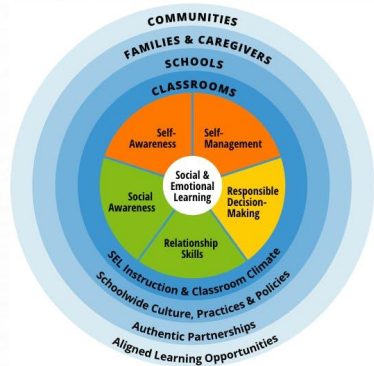 COMMUNITIES
FAMILIES & CAREGIVERS
SCHOOLS
CLASSROOMS
Self-
Awareness
Self-
Management
Social &
Emotional
Learning
Social
Awareness
Responsible
Decision-
Making
Relationship
Skills
SEL Instruction & Classroom Climate
Schoolwide Culture, Practices & Policies
Authentic Partnerships
Aligned Learning Opportunities